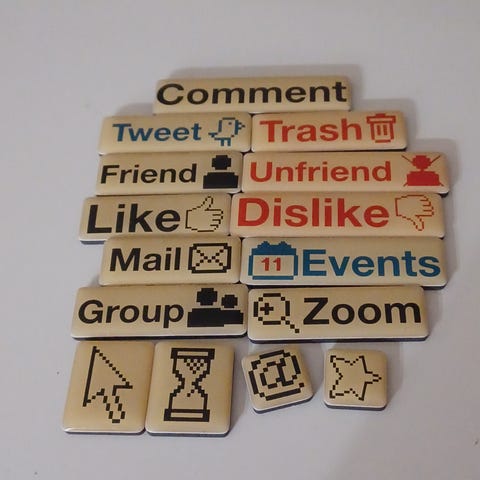 Comment
Tweet Trash
Friend Unfriend
Like Dislike
Mail 11 Events
Group Zoom
@